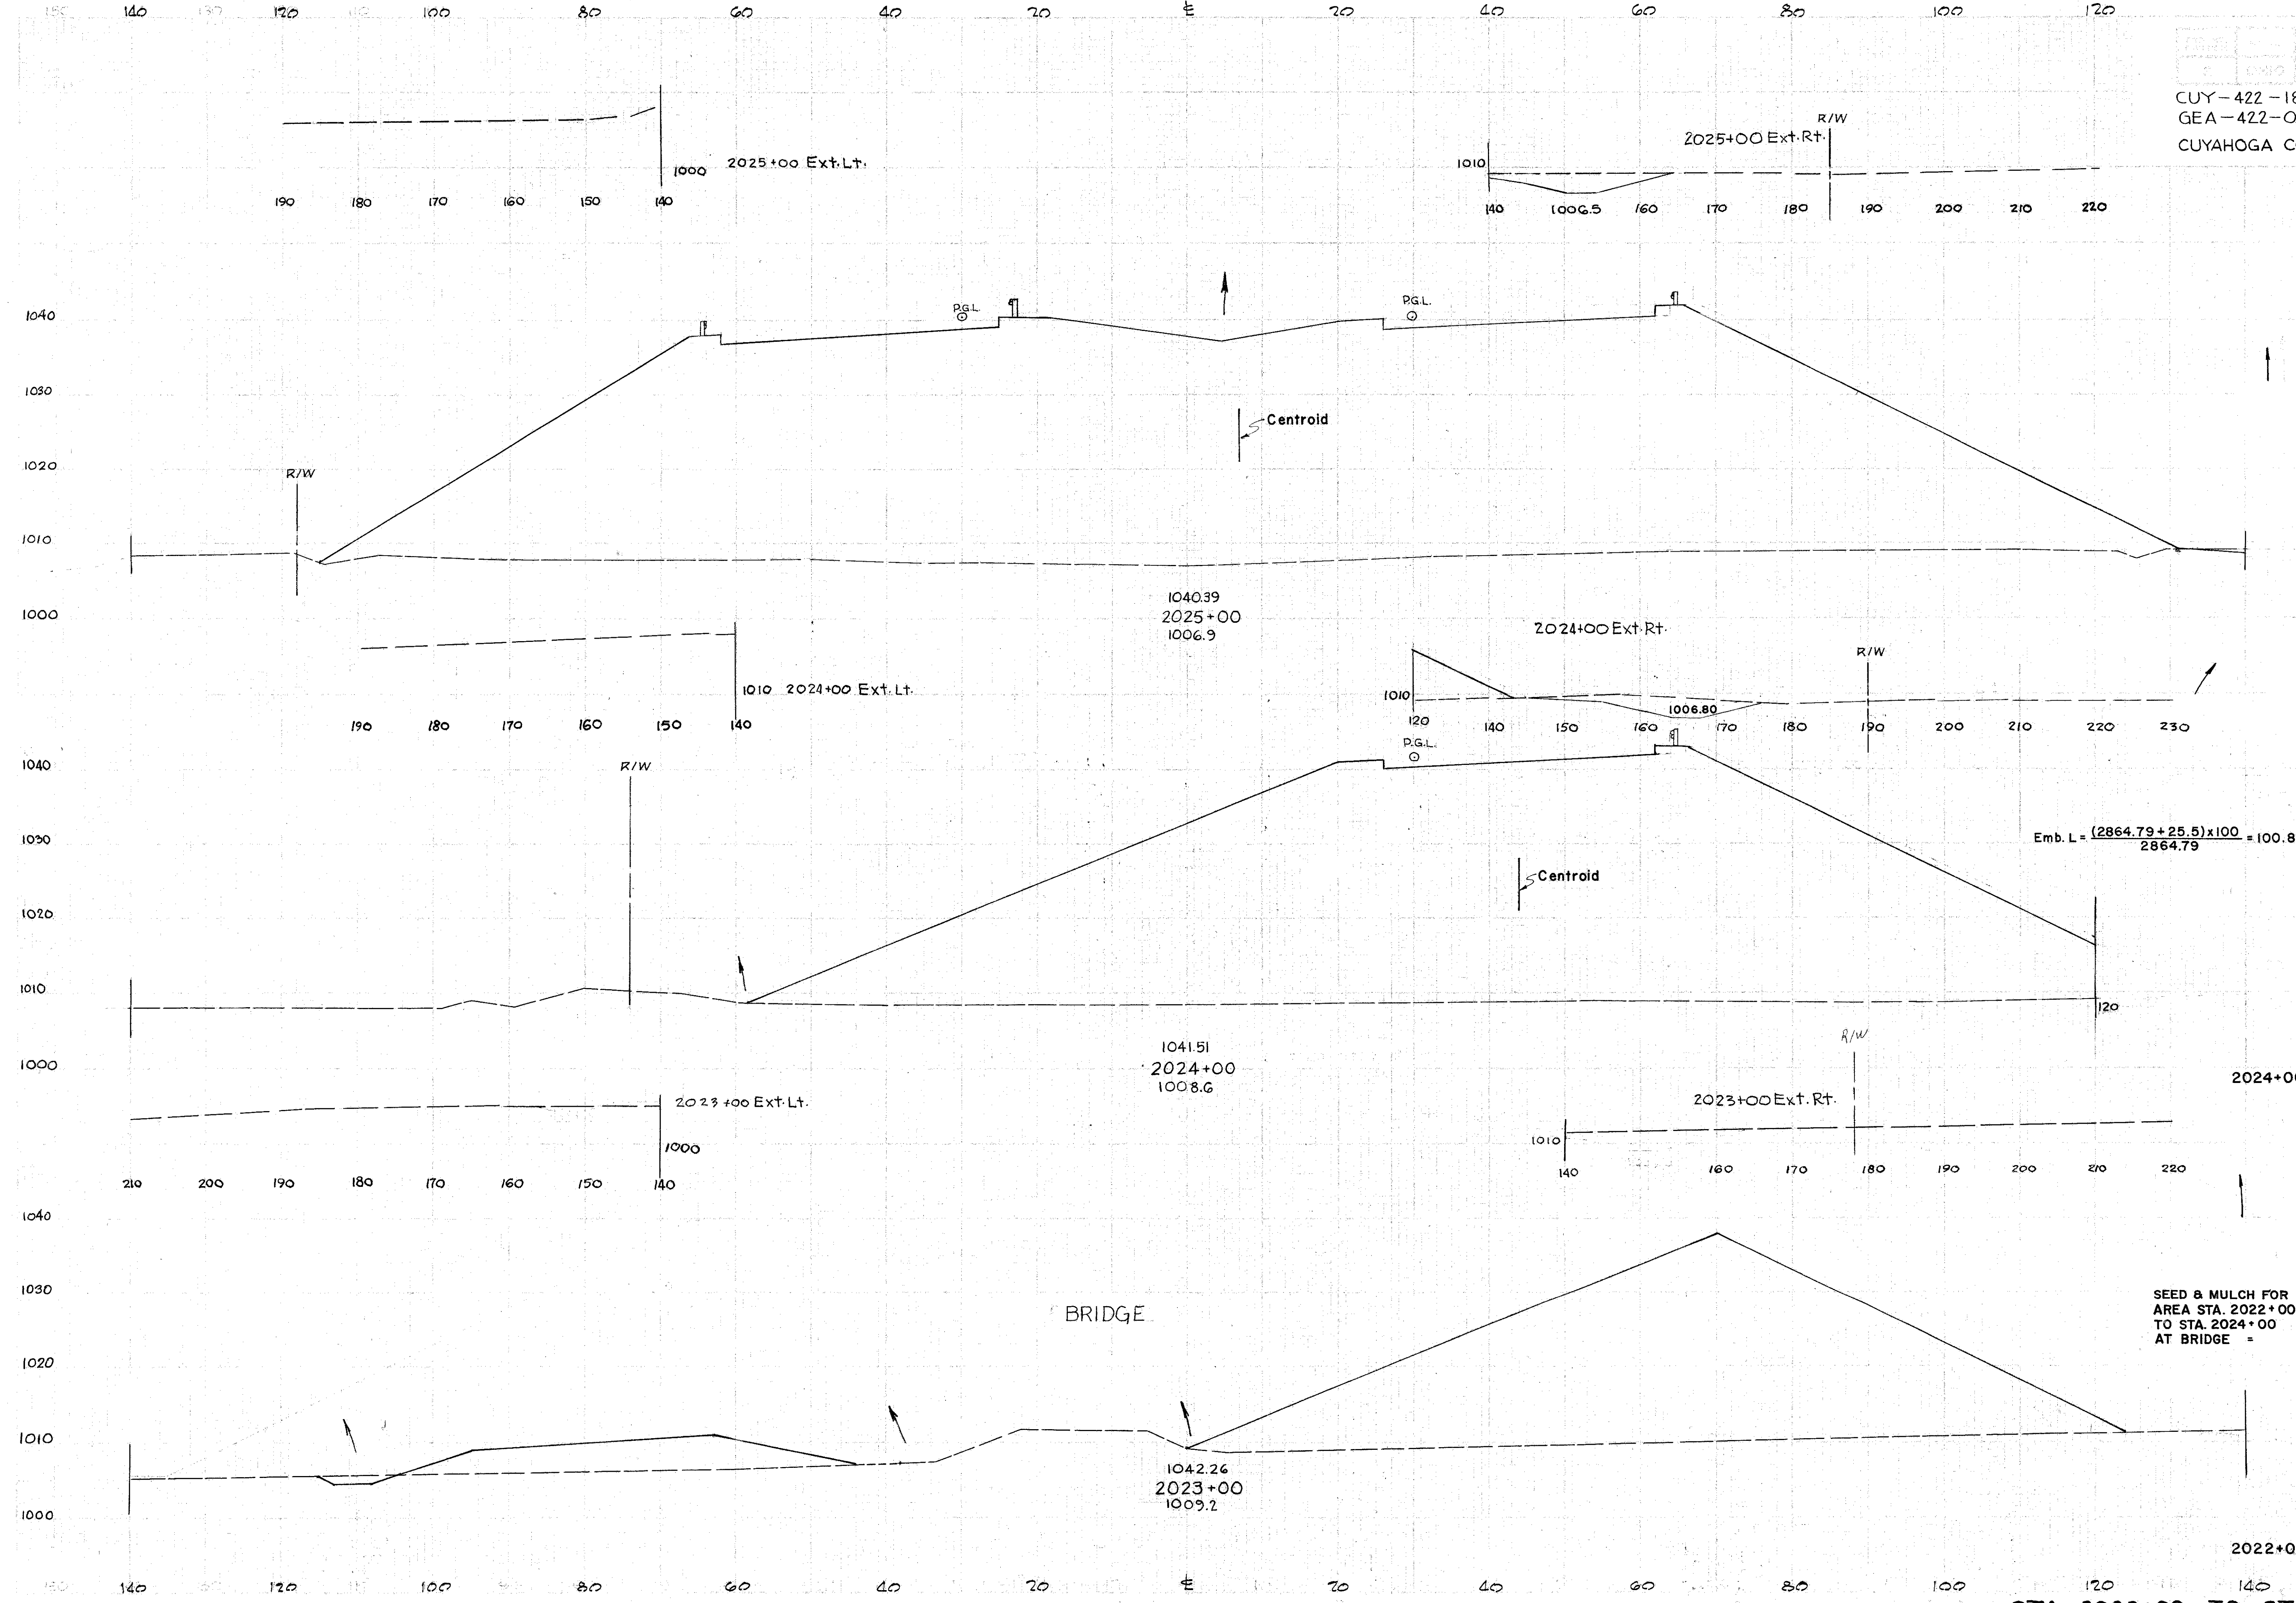 140 120 100 80 60 40 20 ℄ 20 40 60 80 100 120
CUY-422-18
GEA-422-0
CUYAHOGA C
R/W
2025+00 Ext.Rt.
2025+00 Ext.Lt.
1000
1010
190 180 170 160 150 140
140 1006.5 160 170 180 190 200 210 220
P.G.L.
P.G.L.
1040
1030
Centroid
1020
R/W
1010
1040.39
2025+00
1006.9
1000
2024+00 Ext.Rt.
R/W
1010 2024+00 Ext.Lt.
1010
1006.80
190 180 170 160 150 140
120 140 150 160 170 180 190 200 210 220 230
P.G.L.
1040
R/W
1030
Emb. L = (2864.79+25.5)x100 = 100.8
2864.79
Centroid
1020
1010
120
R/W
1041.51
2024+00
1008.6
1000
2024+0
2023+00 Ext.Lt.
2023+00 Ext.Rt.
1000
1010
210 200 190 180 170 160 150 140
140 160 170 180 190 200 210 220
1040
1030
BRIDGE
SEED & MULCH FOR
AREA STA. 2022+00
TO STA. 2024+00
AT BRIDGE =
1020
1010
1042.26
2023+00
1009.2
1000
2022+0
140 120 100 80 60 40 20 ℄ 20 40 60 80 100 120 140